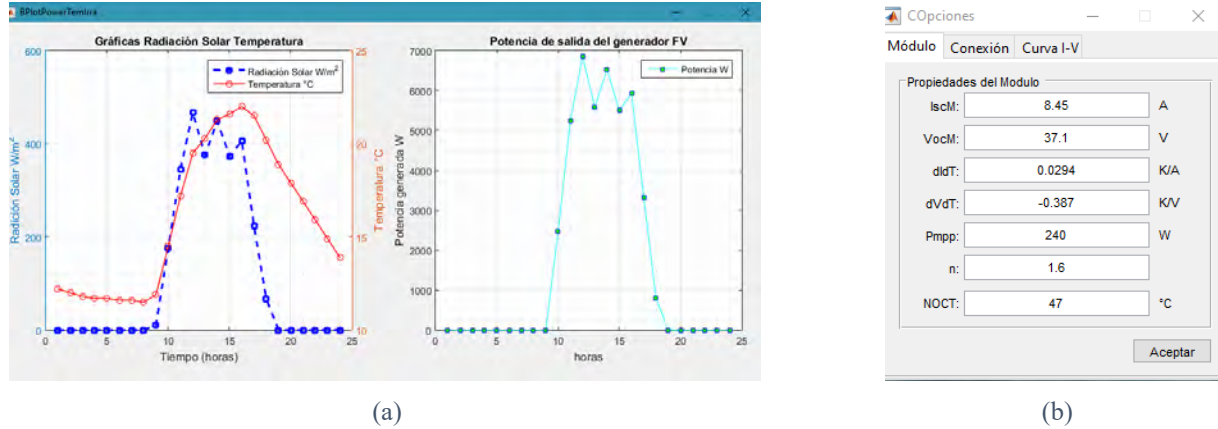 BPlotPowerTemIrra
Gráficas Radiación Solar Temperatura
Radiación Solar W/m²
Temperatura °C
Radición Solar W/m²
Temperatura °C
0
200
400
600
10
15
20
25
0 5 10 15 20 25
Tiempo (horas)
Potencia de salida del generador FV
Potencia W
Potencia generada W
7000
6000
5000
4000
3000
2000
1000
0
0 5 10 15 20 25
horas
(a)
COpciones
Módulo Conexión Curva I-V
Propiedades del Modulo
IscM: 8.45 A
VocM: 37.1 V
dIdT: 0.0294 K/A
dVdT: -0.387 K/V
Pmpp: 240 W
n: 1.6
NOCT: 47 °C
Aceptar
(b)